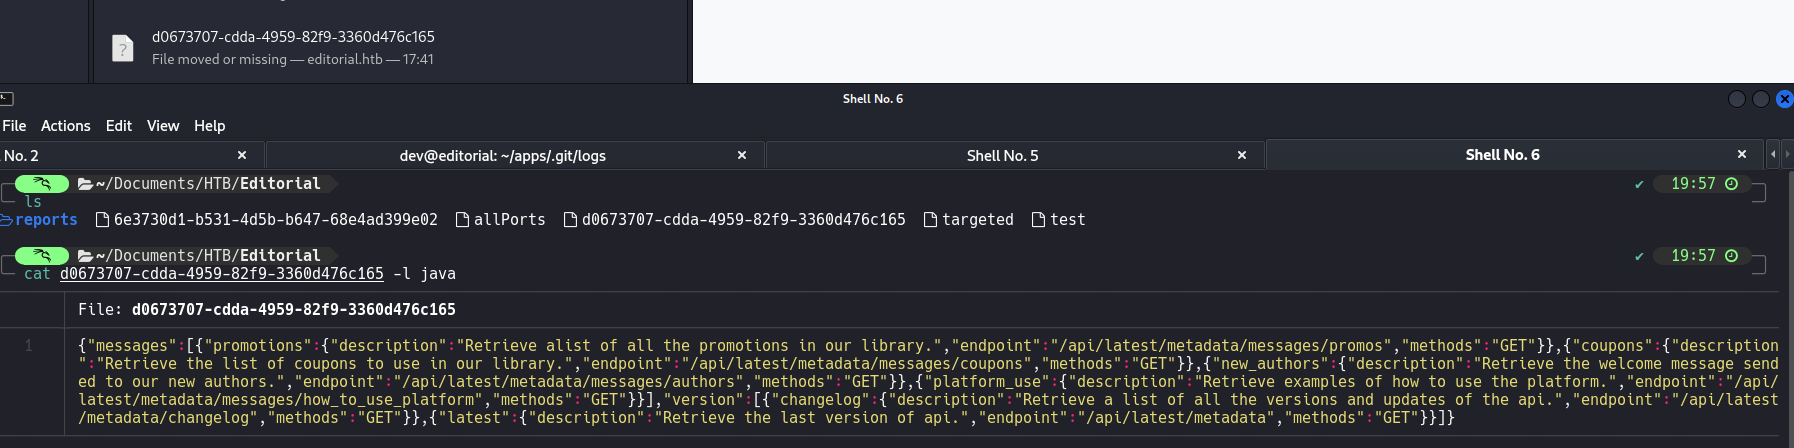 d0673707-cdda-4959-82f9-3360d476c165
File moved or missing — editorial.htb — 17:41
Shell No. 6
File Actions Edit View Help
No. 2 dev@editorial: ~/apps/.git/logs Shell No. 5 Shell No. 6
~/Documents/HTB/Editorial 19:57
ls
reports 6e3730d1-b531-4d5b-b647-68e4ad399e02 allPorts d0673707-cdda-4959-82f9-3360d476c165 targeted test
~/Documents/HTB/Editorial 19:57
cat d0673707-cdda-4959-82f9-3360d476c165 -l java
File: d0673707-cdda-4959-82f9-3360d476c165
1 {"messages":[{"promotions":{"description":"Retrieve alist of all the promotions in our library.","endpoint":"/api/latest/metadata/messages/promos","methods":"GET"}},{"coupons":{"description
":"Retrieve the list of coupons to use in our library.","endpoint":"/api/latest/metadata/messages/coupons","methods":"GET"}},{"new_authors":{"description":"Retrieve the welcome message send
ed to our new authors.","endpoint":"/api/latest/metadata/messages/authors","methods":"GET"}},{"platform_use":{"description":"Retrieve examples of how to use the platform.","endpoint":"/api/
latest/metadata/messages/how_to_use_platform","methods":"GET"}}],"version":[{"changelog":{"description":"Retrieve a list of all the versions and updates of the api.","endpoint":"/api/latest
/metadata/changelog","methods":"GET"}},{"latest":{"description":"Retrieve the last version of api.","endpoint":"/api/latest/metadata","methods":"GET"}}]}